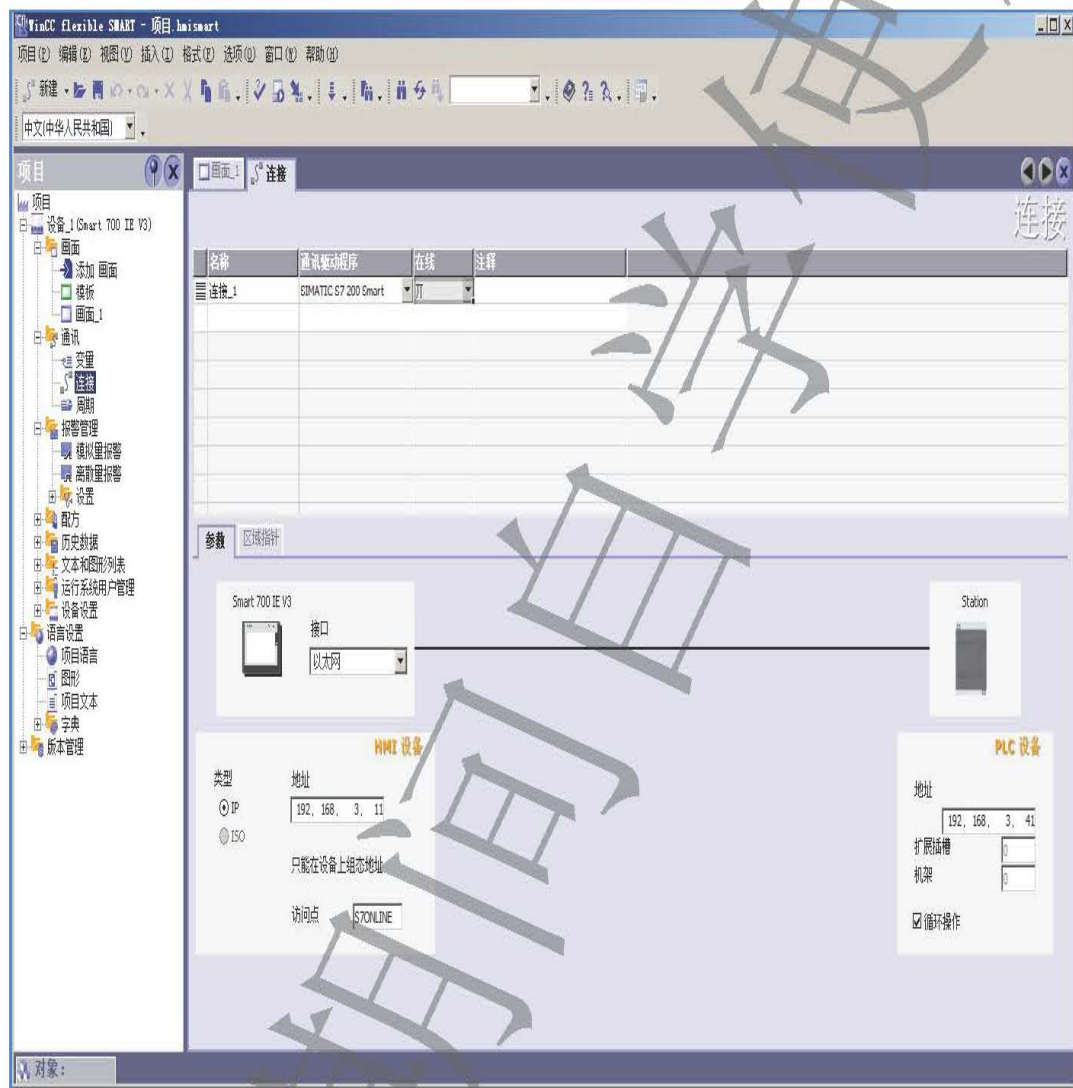 WinCC flexible SMART - 项目.hmismart
项目(P) 编辑(E) 视图(V) 插入(I) 格式(F) 选项(O) 窗口(W) 帮助(H)
新建
中文(中华人民共和国)
项目
项目
设备_1(Smart 700 IE V3)
画面
添加 画面
模板
画面_1
通讯
变量
连接
周期
报警管理
模拟量报警
离散量报警
设置
配方
历史数据
文本和图形列表
运行系统用户管理
设备设置
语言设置
项目语言
图形
项目文本
字典
版本管理
画面_1 连接
连接
名称 通讯驱动程序 在线 注释
连接_1 SIMATIC S7 200 Smart 开
参数 区域指针
Smart 700 IE V3
接口
以太网
Station
HMI 设备
类型 地址
IP 192, 168, 3, 11
ISO
只能在设备上组态地址
访问点 S7ONLINE
PLC 设备
地址
192, 168, 3, 41
扩展插槽 0
机架 0
循环操作
对象: